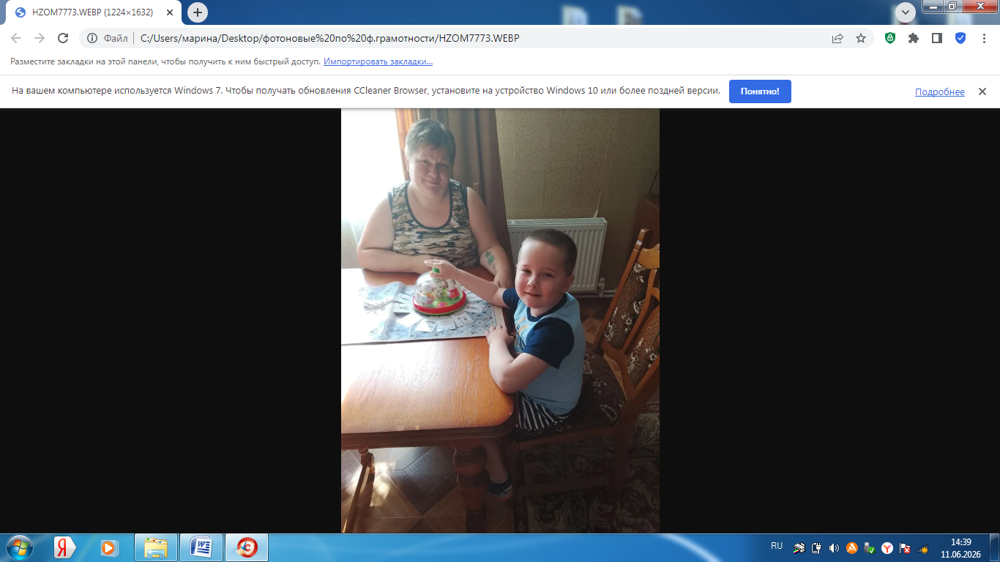 HZOM7773.WEBP (1224×1632)
Файл
C:/Users/марина/Desktop/фотоновые%20по%20ф.грамотности/HZOM7773.WEBP
Разместите закладки на этой панели, чтобы получить к ним быстрый доступ. Импортировать закладки...
На вашем компьютере используется Windows 7. Чтобы получать обновления CCleaner Browser, установите на устройство Windows 10 или более поздней версии. Понятно! Подробнее
Я
W
RU
Y
14:39
11.06.2026